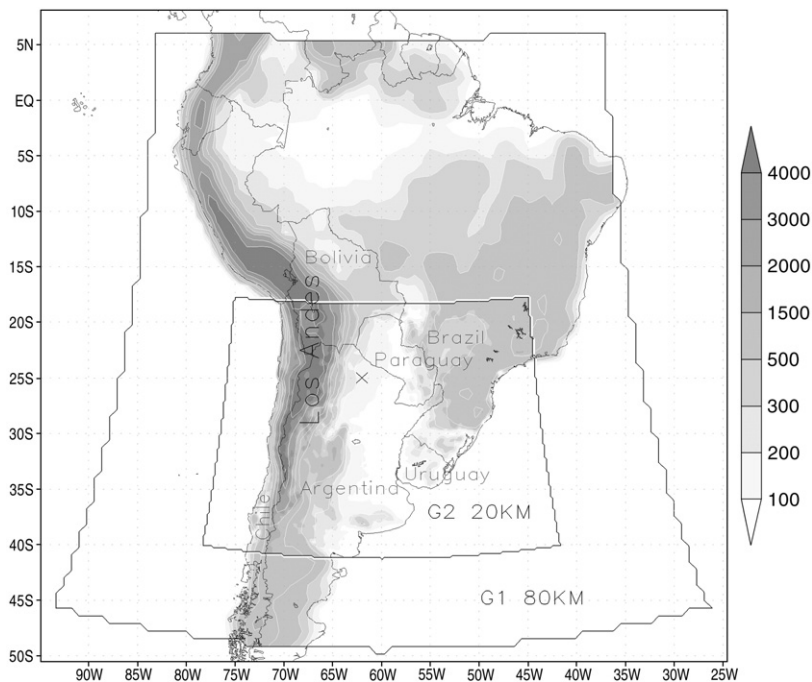 5N
EQ
5S
10S
15S
20S
25S
30S
35S
40S
45S
50S
90W 85W 80W 75W 70W 65W 60W 55W 50W 45W 40W 35W 30W 25W
Bolivia
Los Andes
Brazil
Paraguay
X
Uruguay
Argentina
Chile
G2 20KM
G1 80KM
4000
3000
2000
1500
500
300
200
100